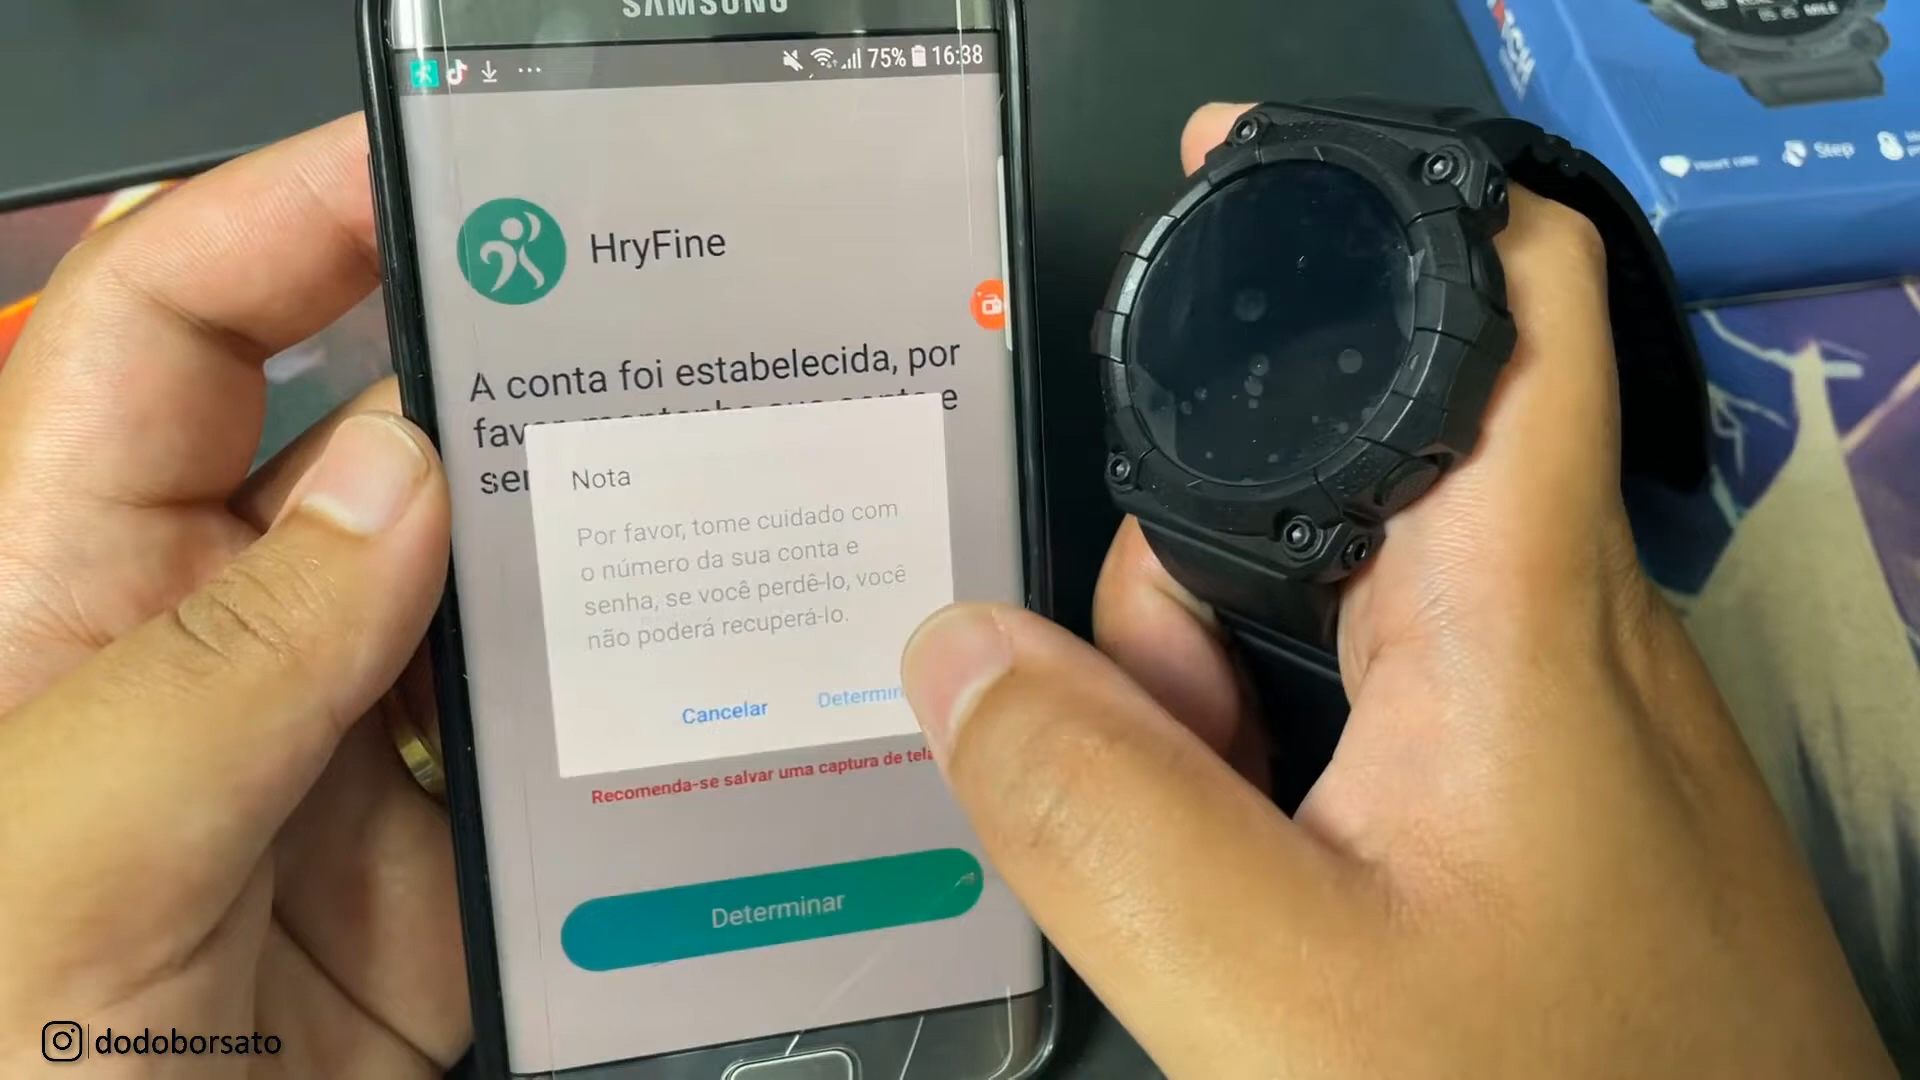 SAMSUNG
75% 16:38
HryFine
A conta foi estabelecida, por
e
Nota
Por favor, tome cuidado com
o número da sua conta e
senha, se você perdê-lo, você
não poderá recuperá-lo.
Cancelar
Recomenda-se salvar uma captura de tela
Determinar
Heart rate
Step
dodoborsato